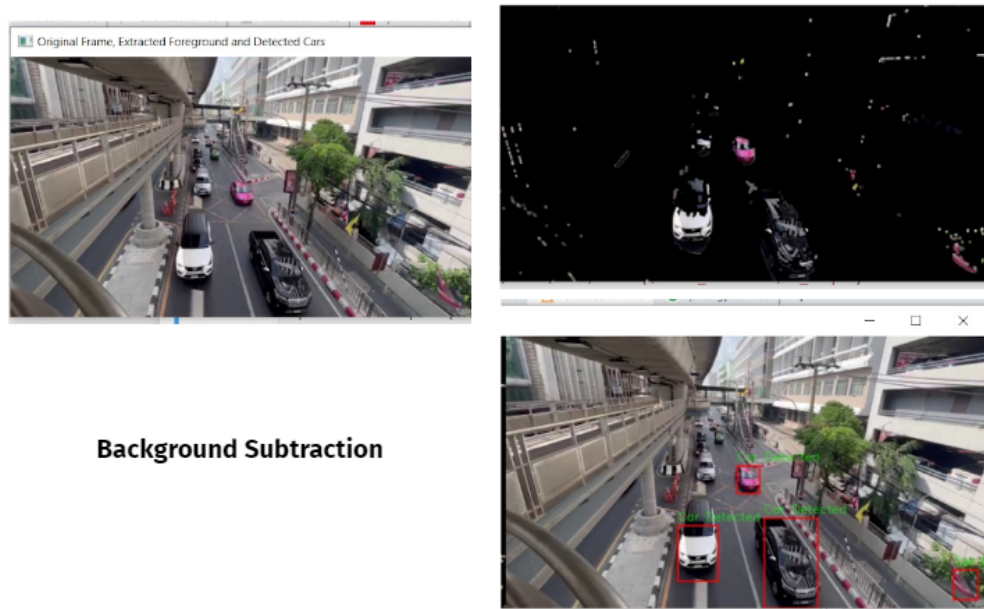 Original Frame, Extracted Foreground and Detected Cars
Background Subtraction
Car Detected
Car Detected
Car Detected